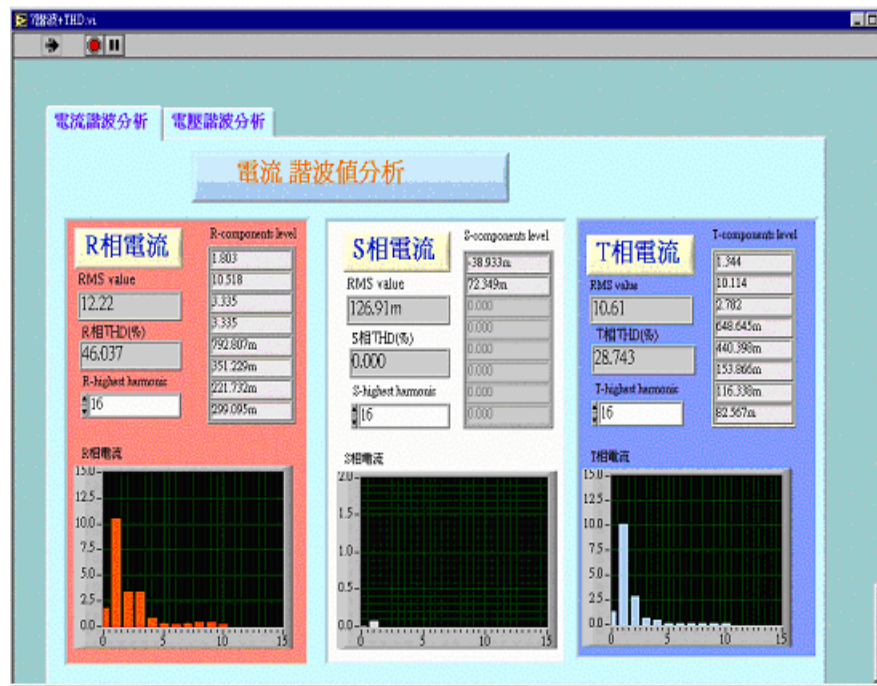 7諧波+THD.vi
電流諧波分析
電壓諧波分析
電流 諧波值分析
R相電流
R-components level
1.803
10.518
3.335
3.335
792.807m
351.229m
221.732m
299.095m
RMS value
12.22
R相THD(%)
46.037
R-highest harmonic
16
R相電流
15.0
12.5
10.0
7.5
5.0
2.5
0.0
0
5
10
15
S相電流
S-components level
-38.933m
72.349m
0.000
0.000
0.000
0.000
0.000
0.000
RMS value
126.91m
S相THD(%)
0.000
S-highest harmonic
16
S相電流
2.0
1.5
1.0
0.5
0.0
0
5
10
15
T相電流
T-components level
1.344
10.114
2.782
648.645m
440.398m
153.866m
116.338m
82.567m
RMS value
10.61
T相THD(%)
28.743
T-highest harmonic
16
T相電流
15.0
12.5
10.0
7.5
5.0
2.5
0.0
0
5
10
15